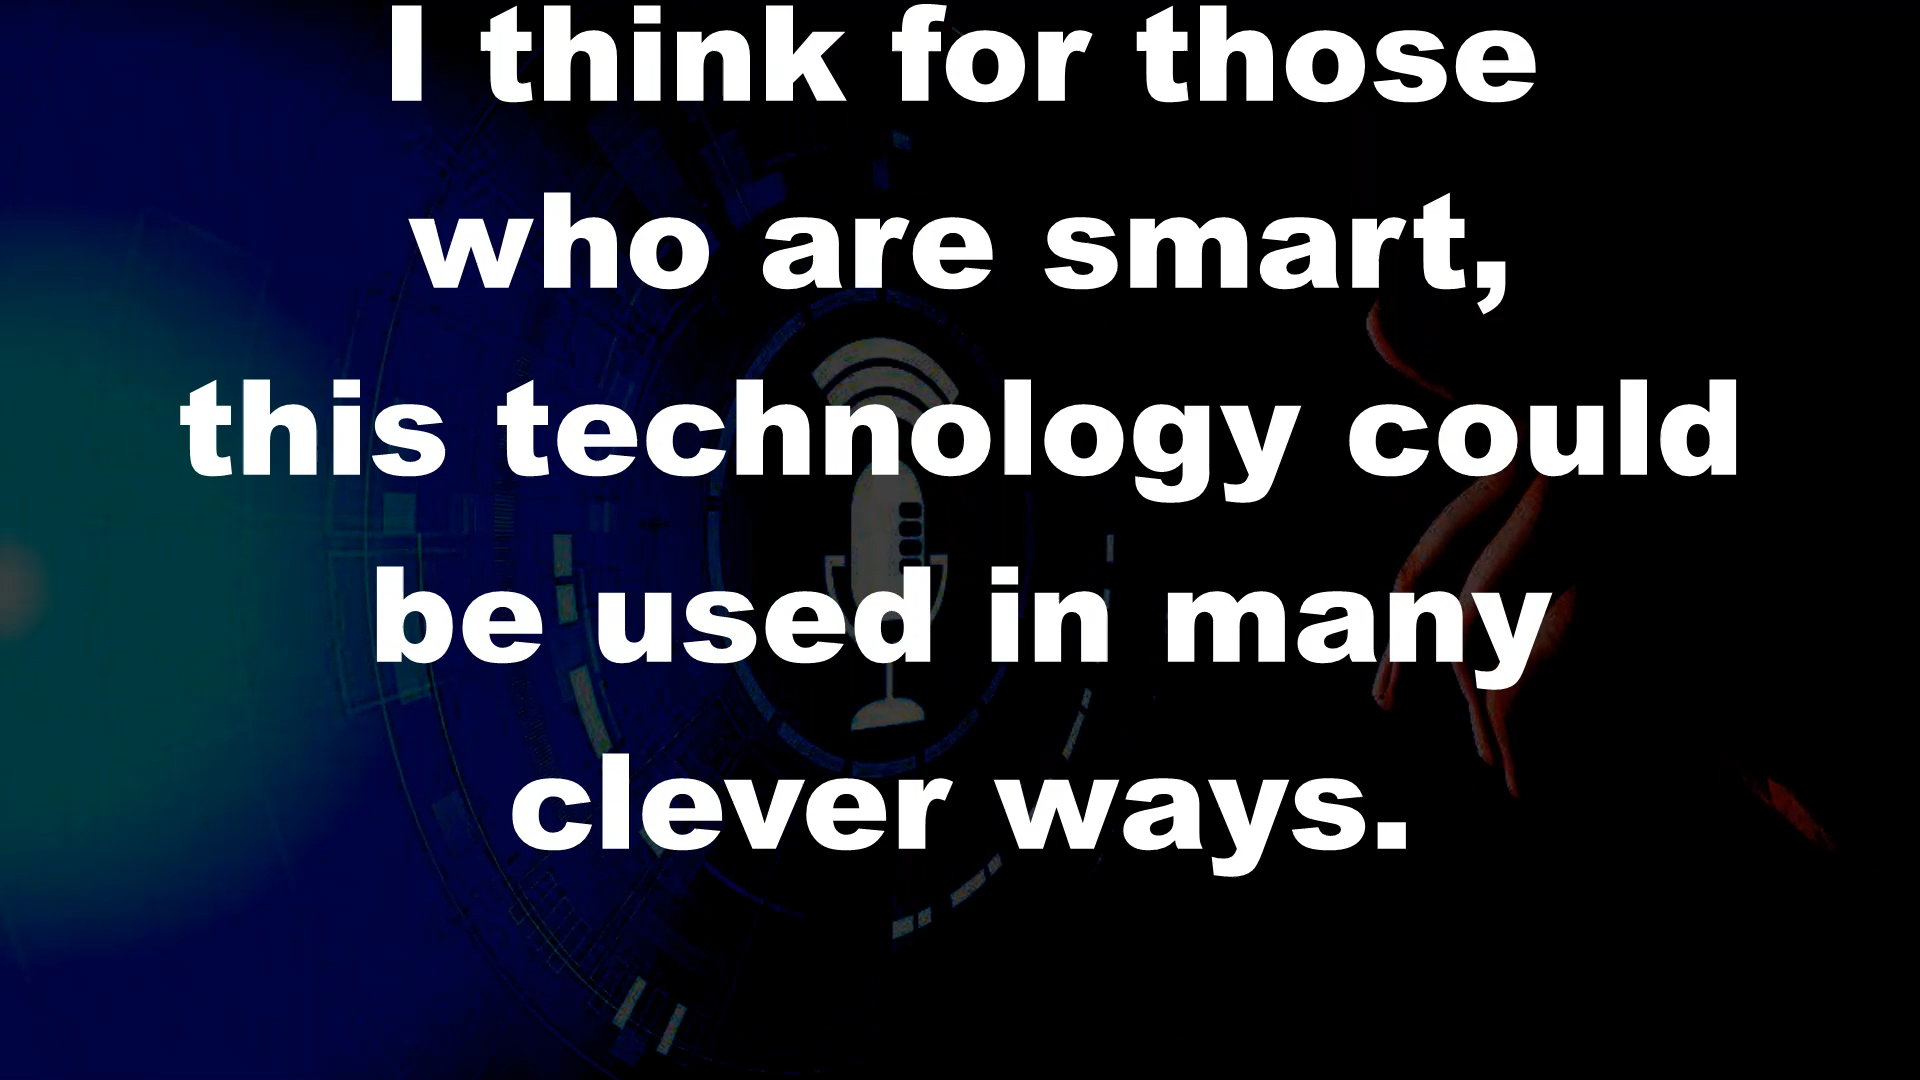 I think for those
who are smart,
this technology could
be used in many
clever ways.